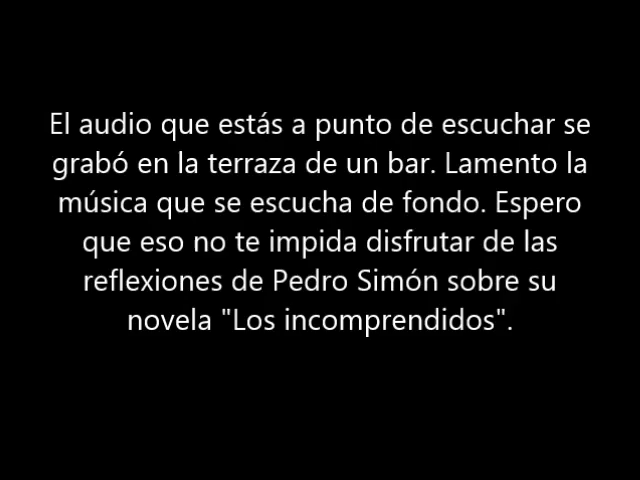 El audio que estás a punto de escuchar se
grabó en la terraza de un bar. Lamento la
música que se escucha de fondo. Espero
que eso no te impida disfrutar de las
reflexiones de Pedro Simón sobre su
novela "Los incomprendidos".